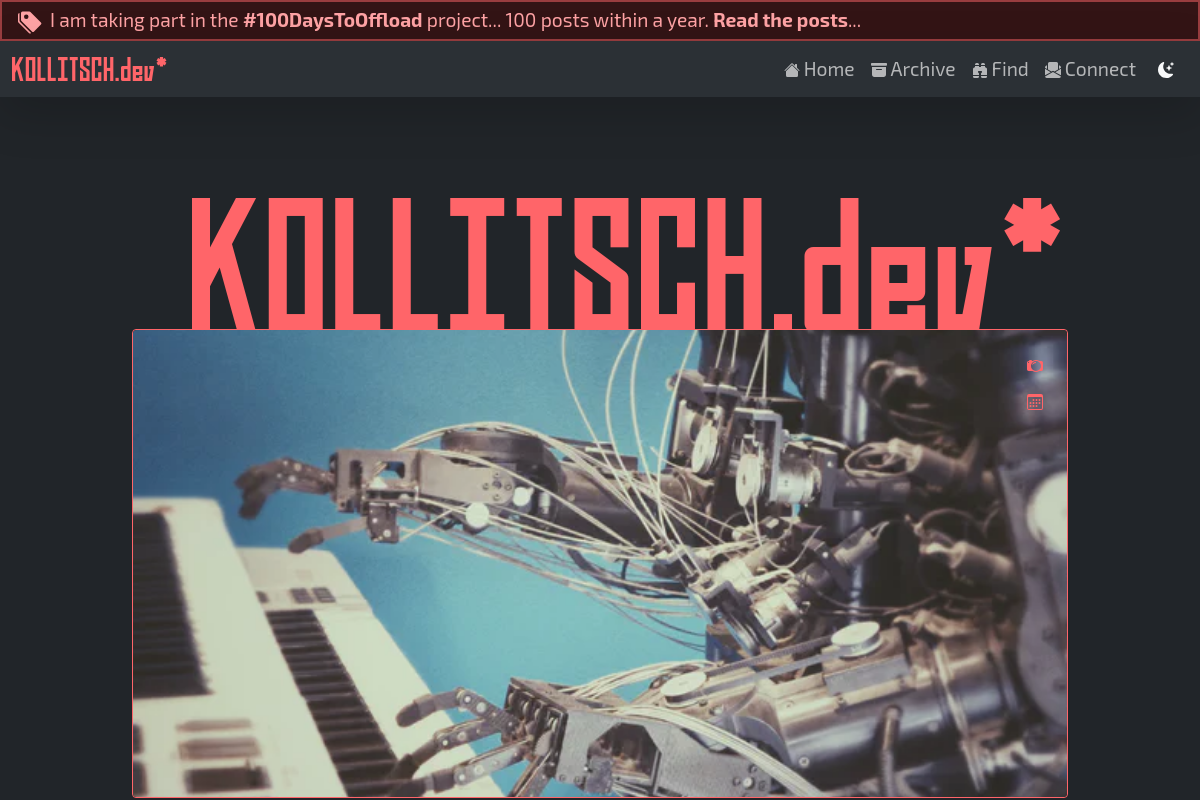 I am taking part in the #100DaysToOffload project... 100 posts within a year. Read the posts...
KOLLITSCH.dev*
Home Archive Find Connect
KOLLITSCH.dev*